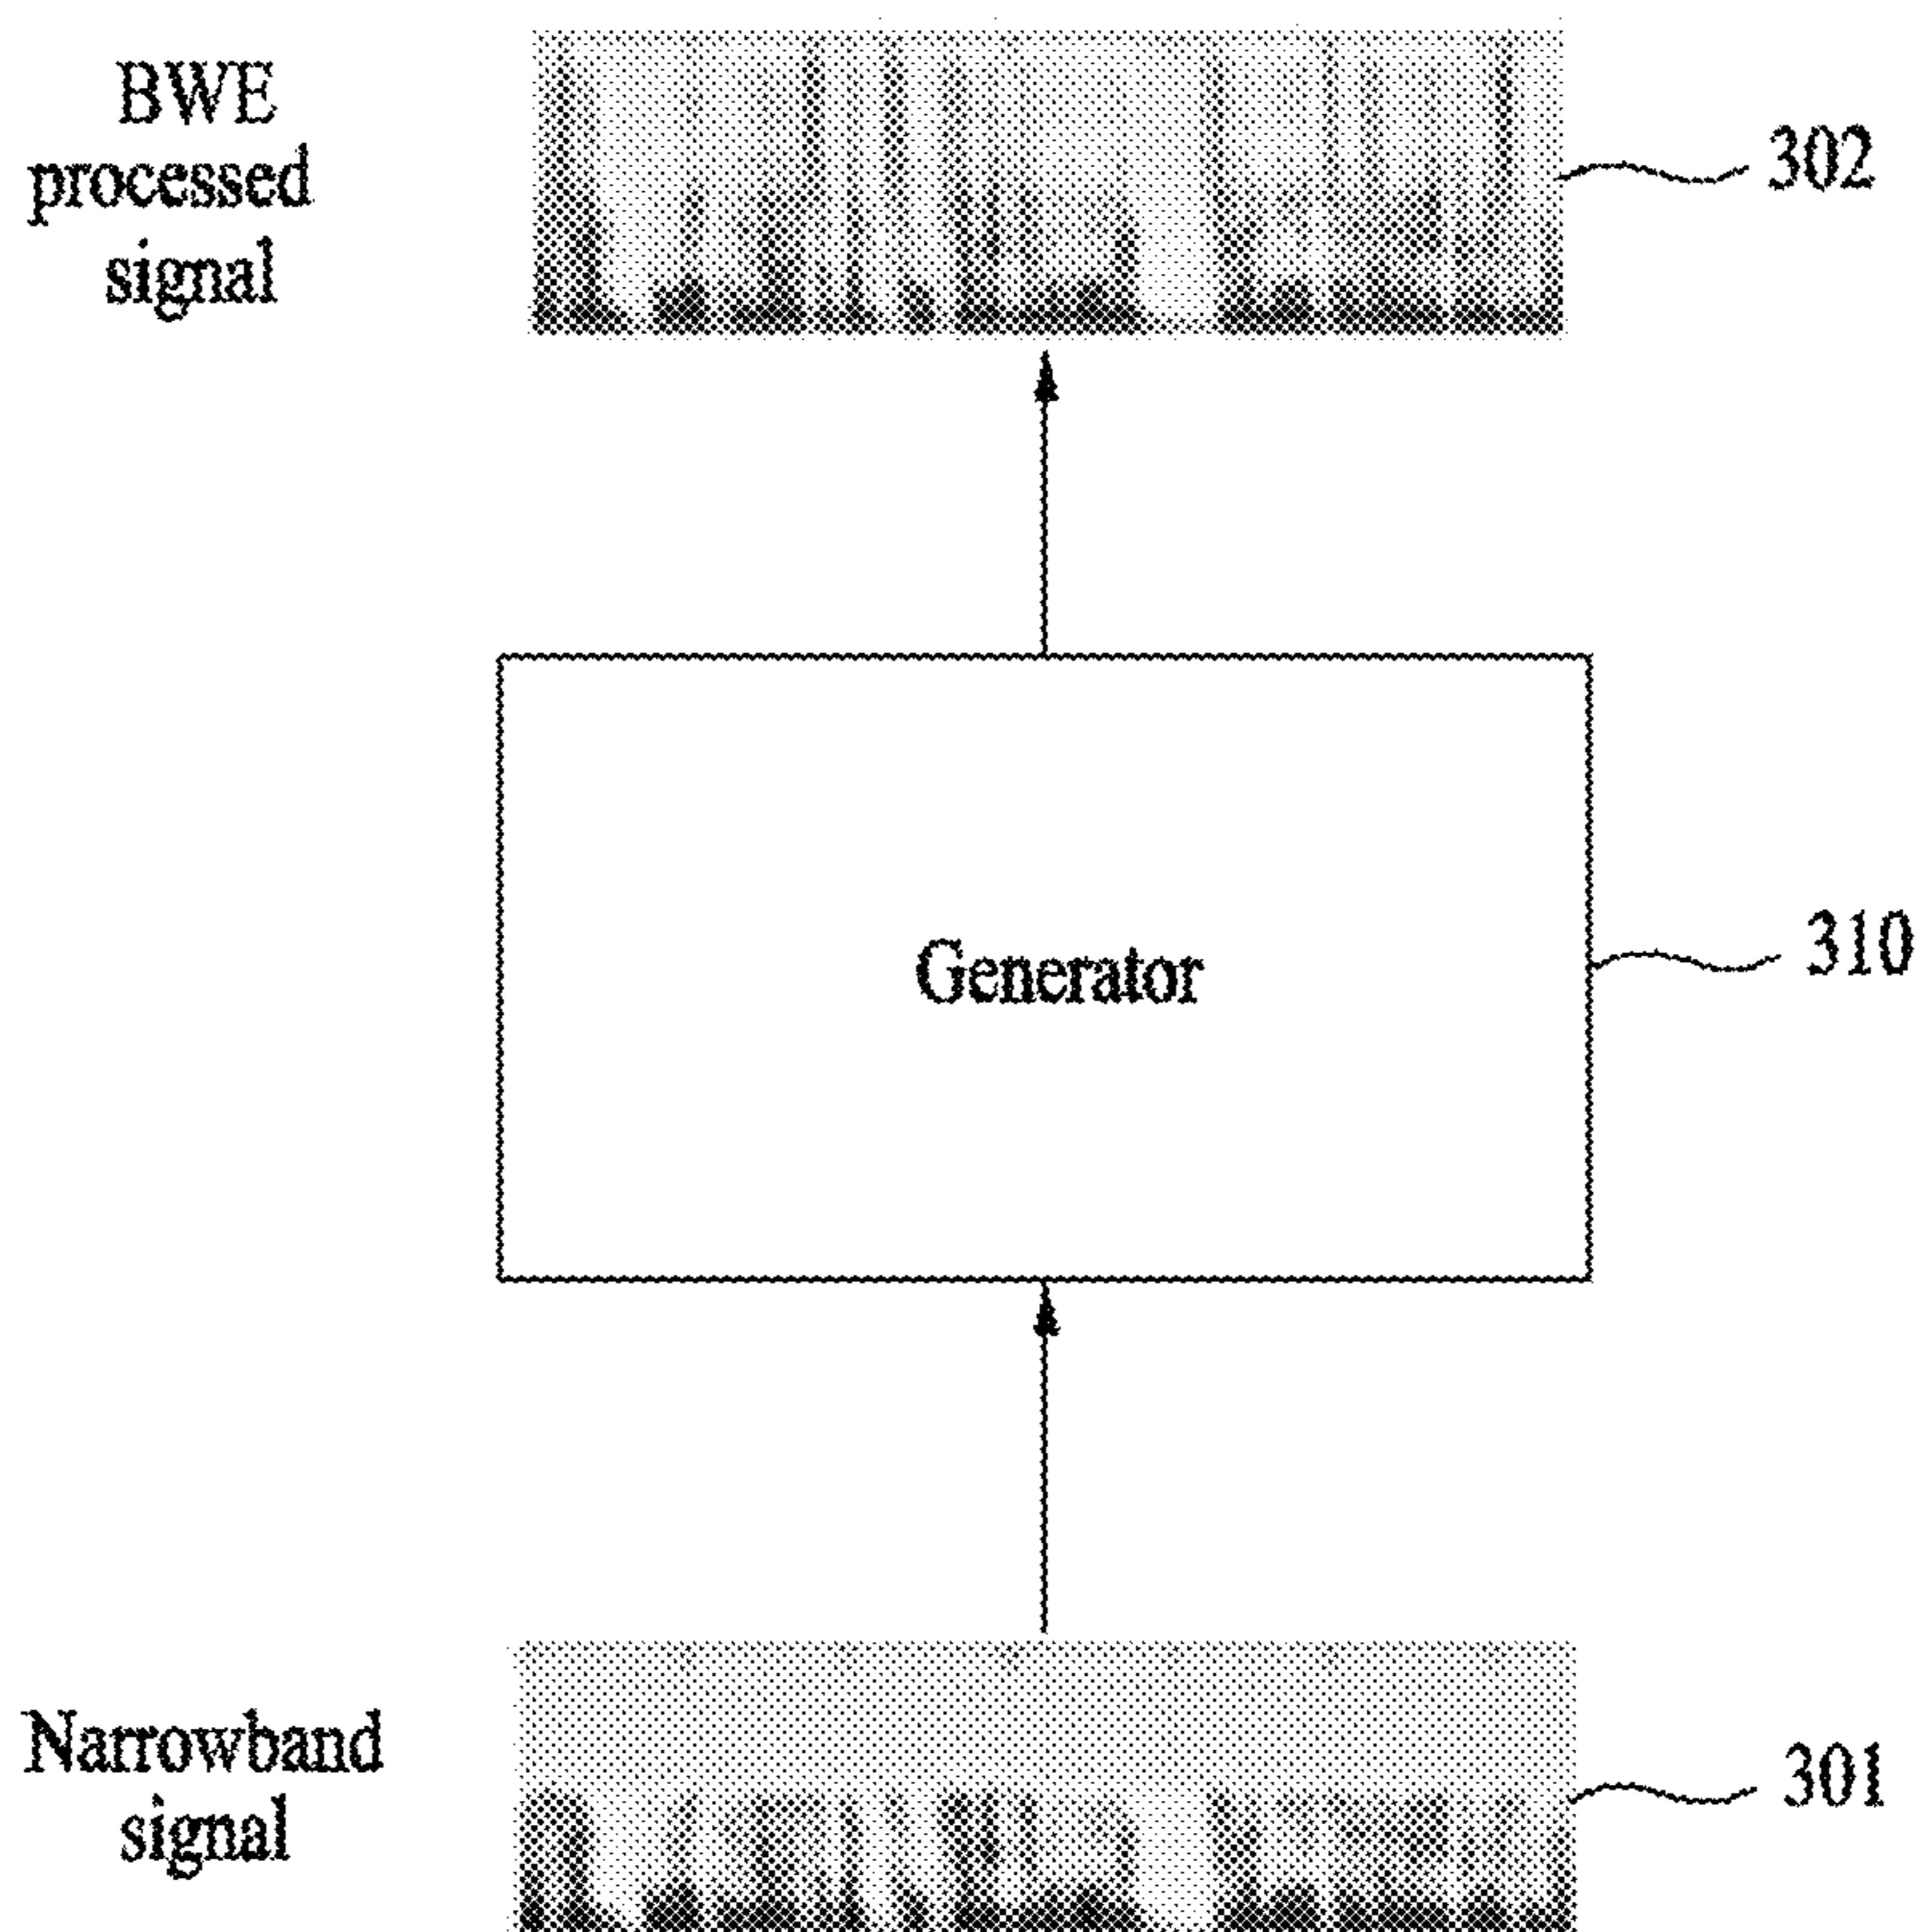 BWE
processed
signal
302
Generator
310
Narrowband
signal
301